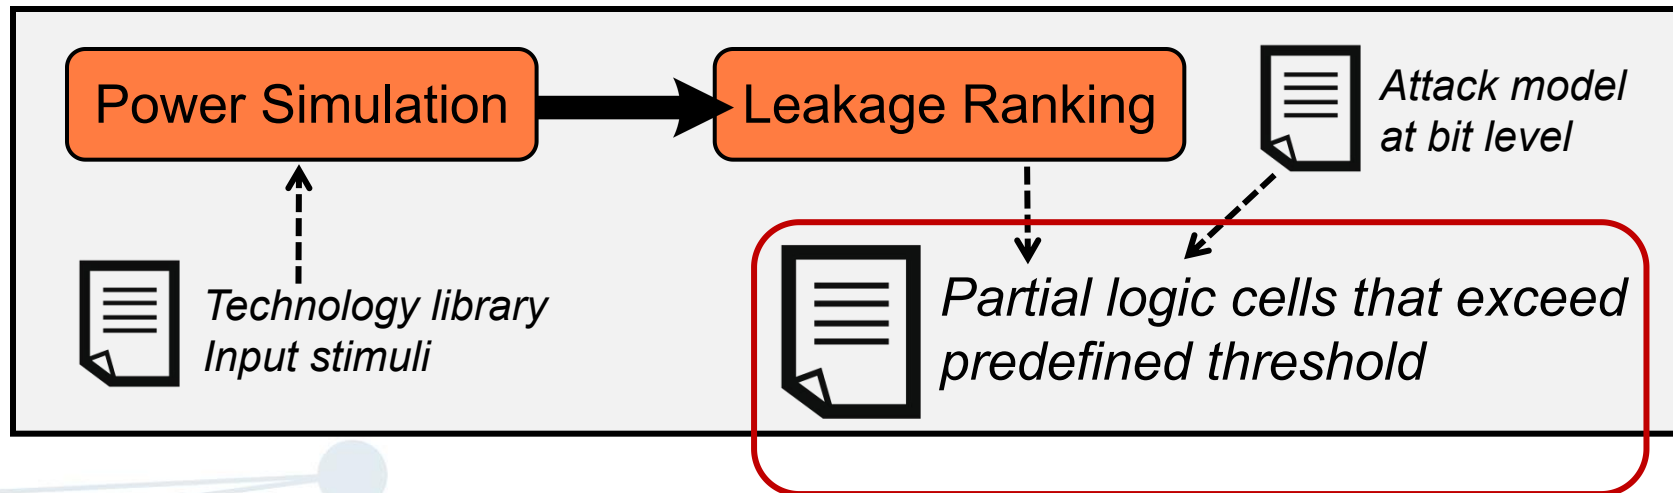 Power Simulation
Leakage Ranking
Attack model
at bit level
Technology library
Input stimuli
Partial logic cells that exceed
predefined threshold